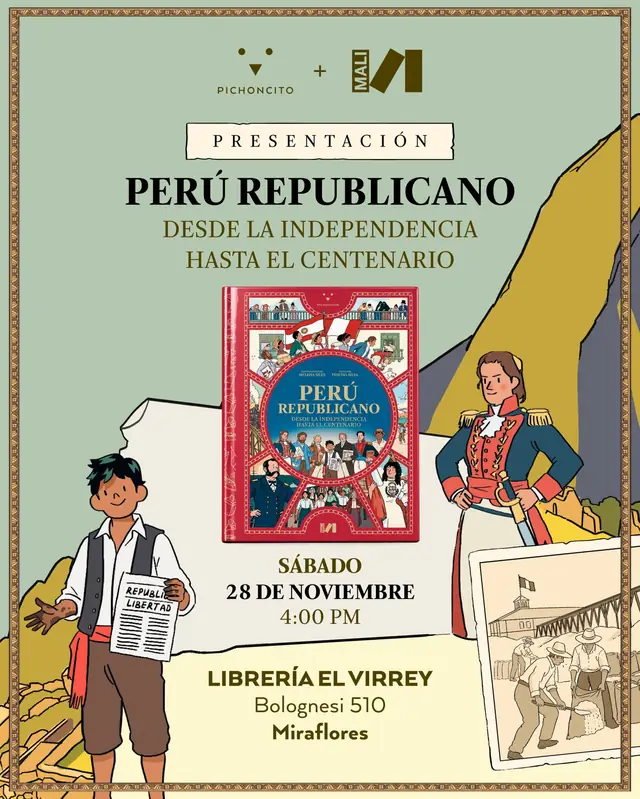 PICHONCITO
+
MALI
PRESENTACIÓN
PERÚ REPUBLICANO
DESDE LA INDEPENDENCIA
HASTA EL CENTENARIO
PERÚ
REPUBLICANO
DESDE LA INDEPENDENCIA
HASTA EL CENTENARIO
REPUBLI
LIBERTAD
SÁBADO
28 DE NOVIEMBRE
4:00 PM
LIBRERÍA EL VIRREY
Bolognesi 510
Miraflores